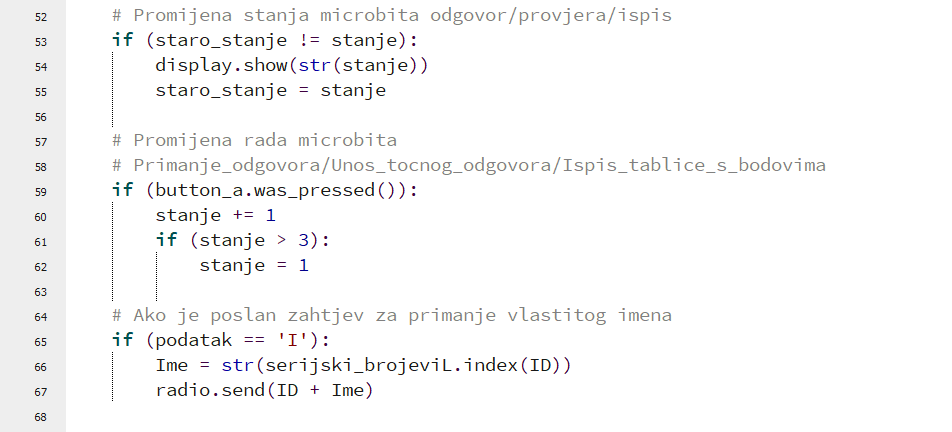 52 # Promijena stanja microbita odgovor/provjera/ispis
53 if (staro_stanje != stanje):
54 display.show(str(stanje))
55 staro_stanje = stanje
56
57 # Promijena rada microbita
58 # Primanje_odgovora/Unos_tocnog_odgovora/Ispis_tablice_s_bodovima
59 if (button_a.was_pressed()):
60 stanje += 1
61 if (stanje > 3):
62 stanje = 1
63
64 # Ako je poslan zahtjev za primanje vlastitog imena
65 if (podatak == 'I'):
66 Ime = str(serijski_brojeviL.index(ID))
67 radio.send(ID + Ime)
68